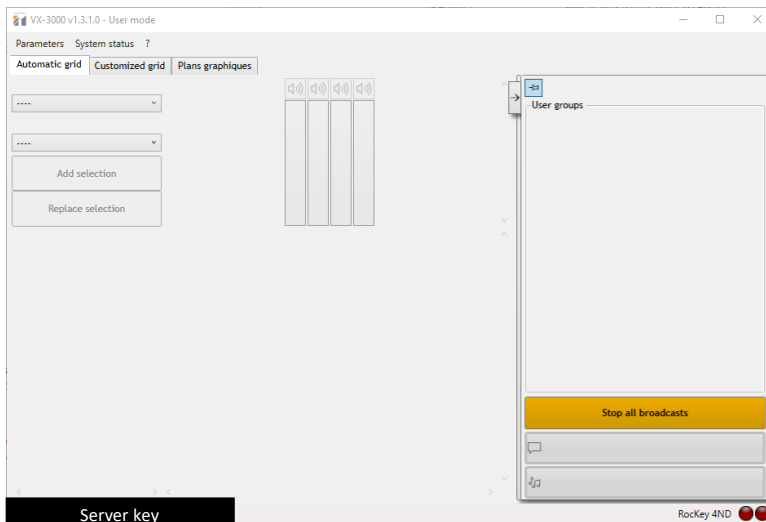 VX-3000 v1.3.1.0 - User mode
Parameters System status ?
Automatic grid Customized grid Plans graphiques
----
User groups
----
Add selection
Replace selection
Stop all broadcasts
Server key
RocKey 4ND